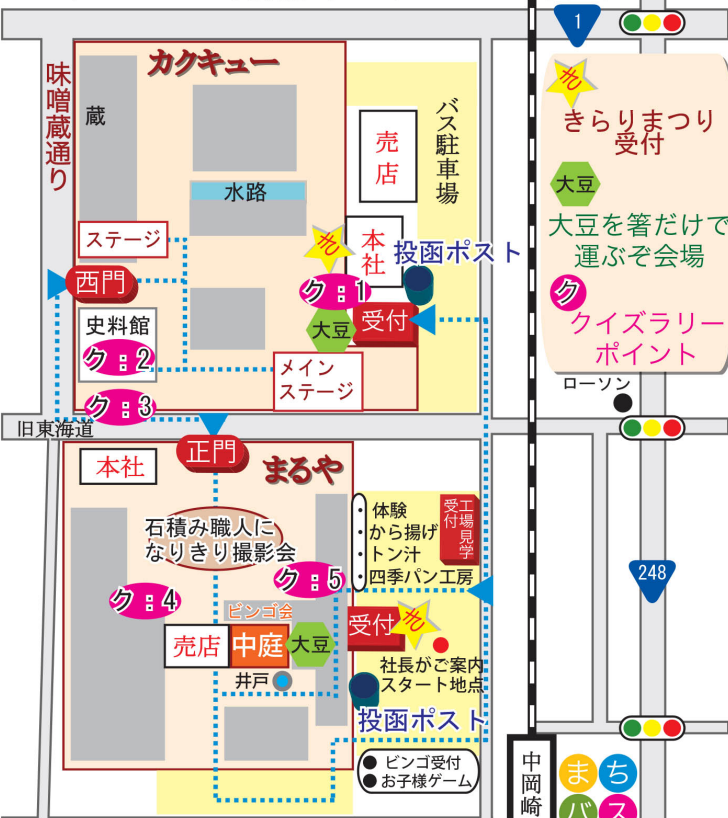 1
カクキュー
味噌蔵通り
蔵
水路
売店
バス駐車場
ステージ
き
本社
投函ポスト
西門
ク:1
大豆
受付
史料館
ク:2
メイン
ステージ
ク:3
旧東海道
き
きらりまつり
受付
大豆
大豆を箸だけで
運ぶぞ会場
ク
クイズラリー
ポイント
ローソン
本社
正門
まるや
石積み職人に
なりきり撮影会
体験
から揚げ
トン汁
四季パン工房
工場見学
受付
ク:4
ク:5
ビンゴ会
売店
中庭
大豆
受付
き
井戸
社長がご案内
スタート地点
投函ポスト
ビンゴ受付
お子様ゲーム
248
中岡崎
まち
バス